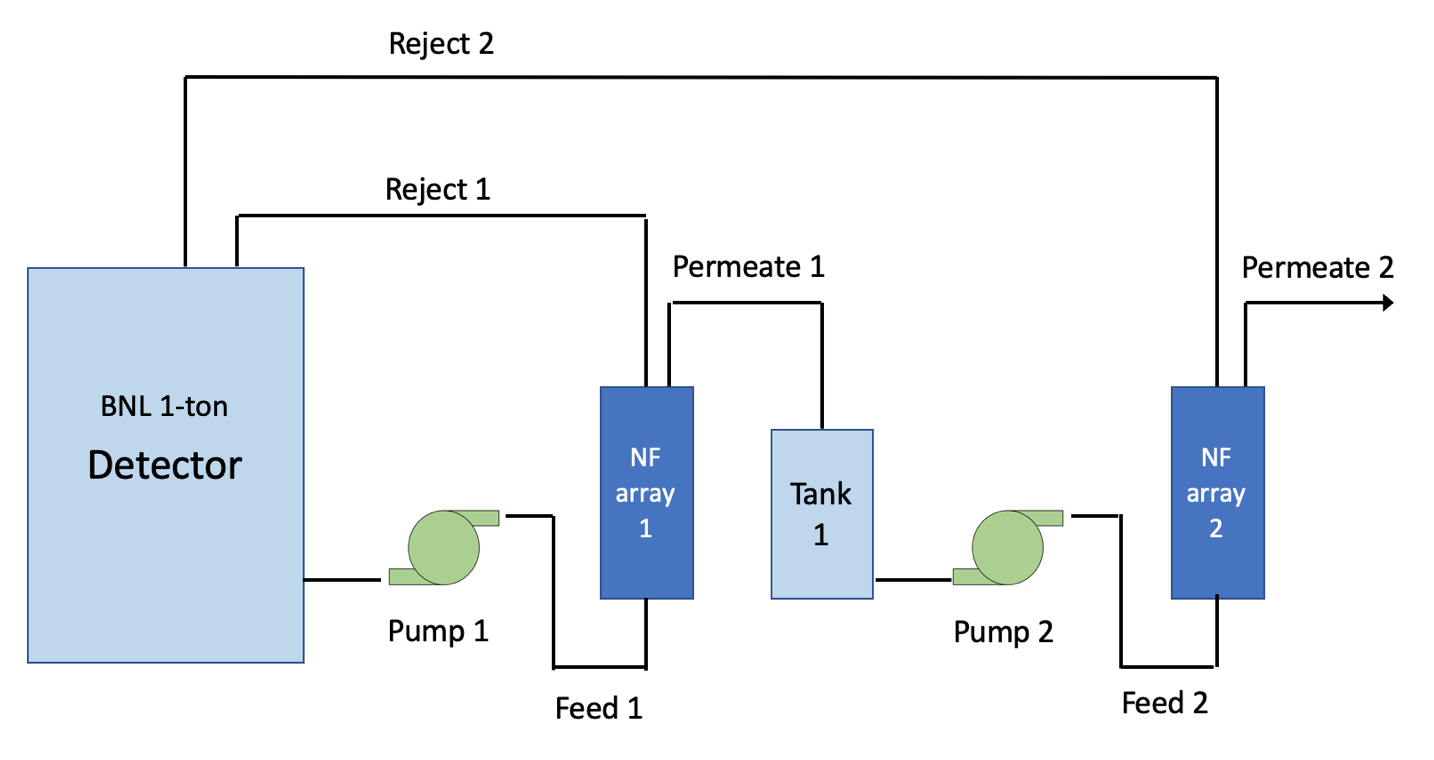 Reject 2
Reject 1
Permeate 1
Permeate 2
BNL 1-ton
Detector
NF
array
1
Tank
1
NF
array
2
Pump 1
Pump 2
Feed 1
Feed 2